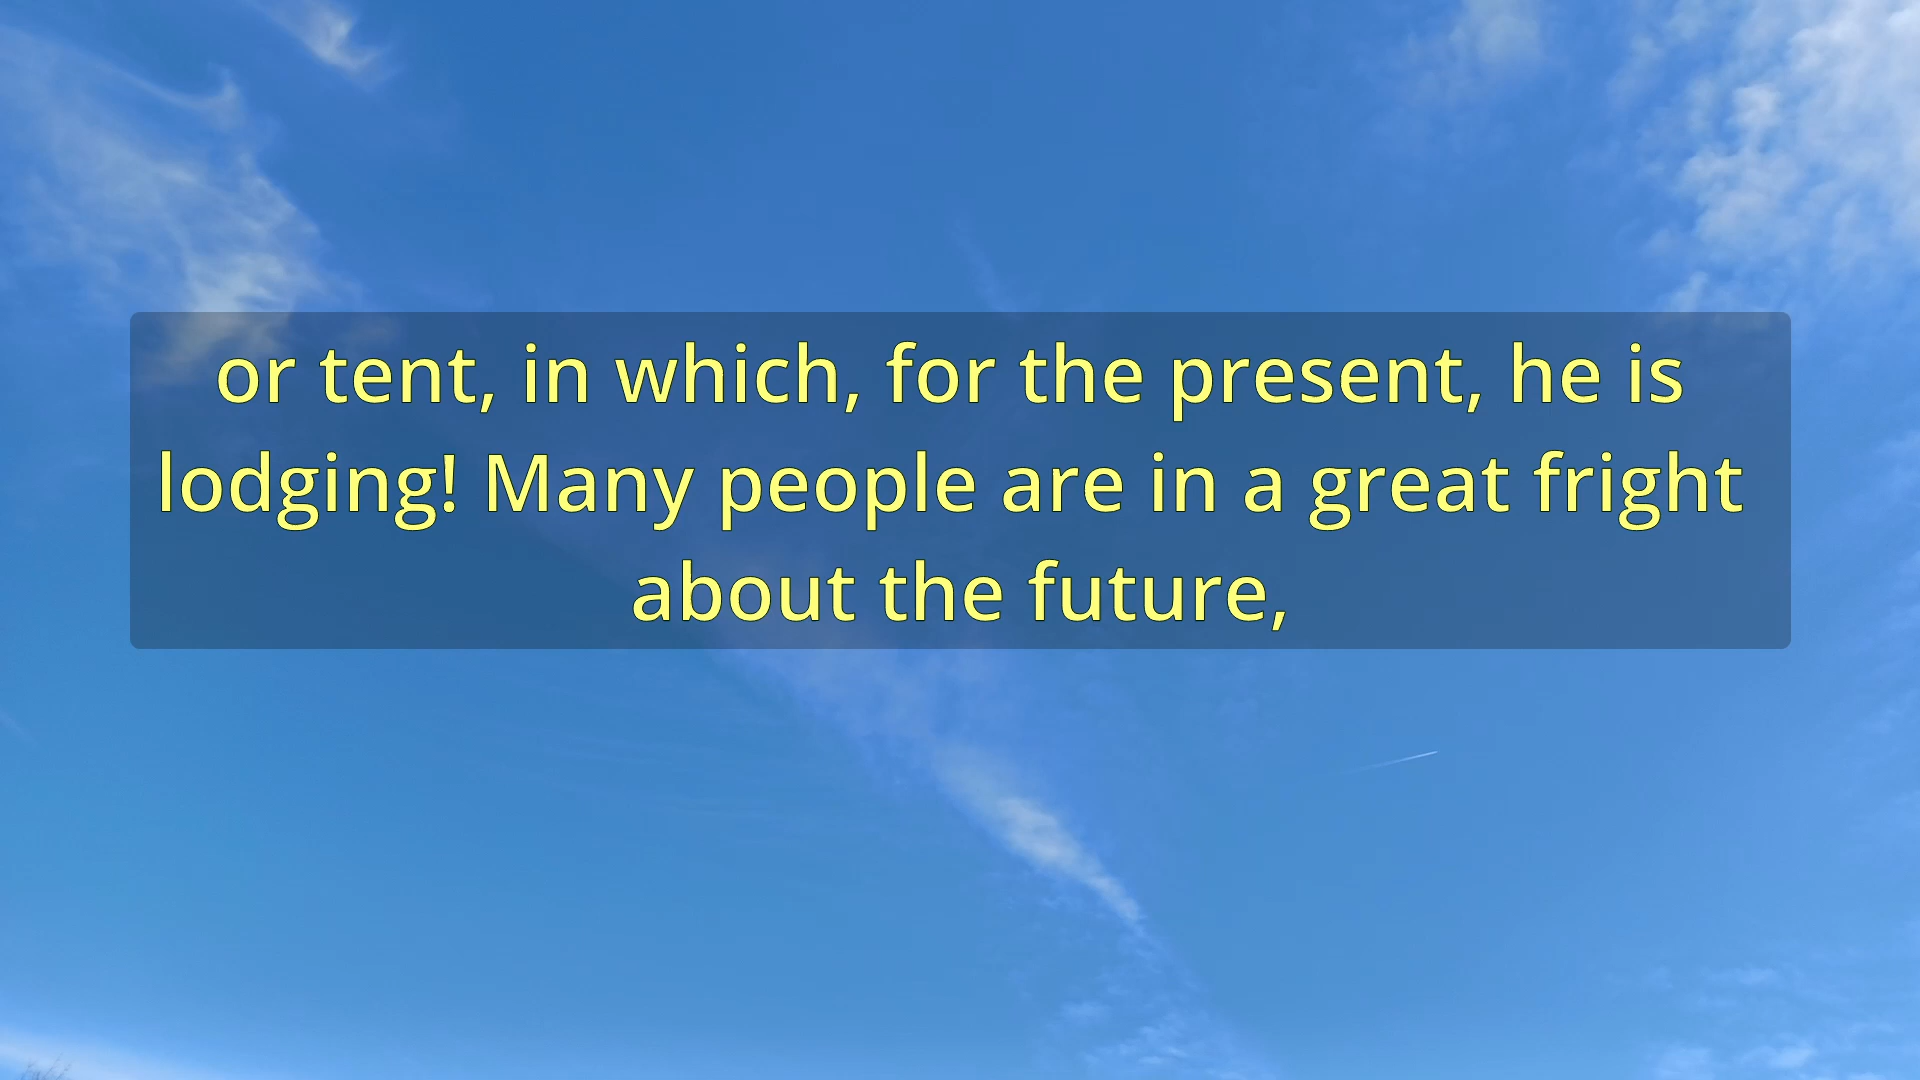 or tent, in which, for the present, he is
lodging! Many people are in a great fright
about the future,